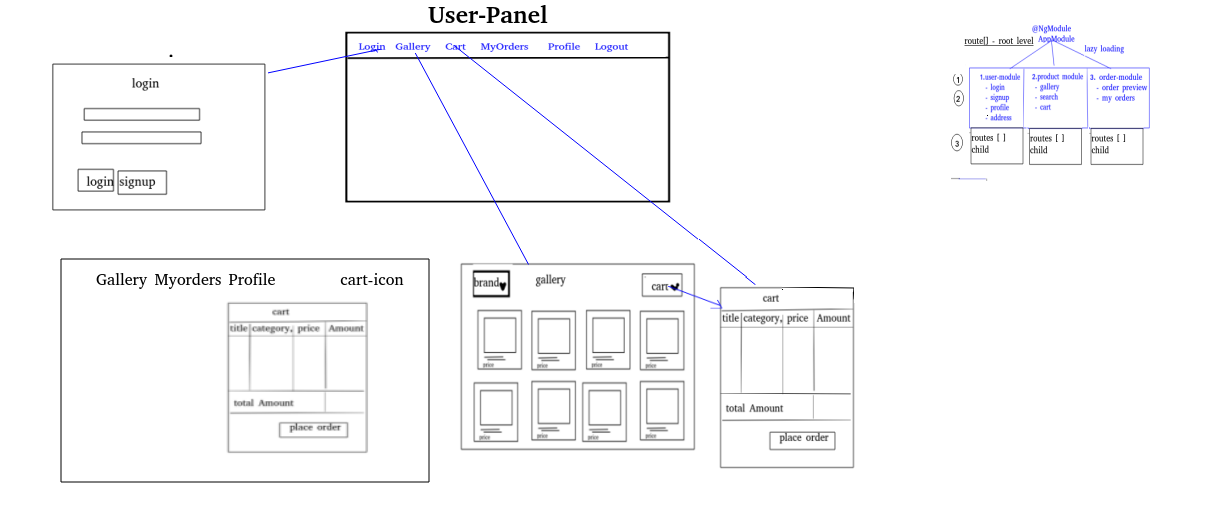 User-Panel
Login Gallery Cart MyOrders Profile Logout
login
login signup
Gallery Myorders Profile cart-icon
cart
title category, price Amount
total Amount
place order
brand gallery cart
price price price price
price price price price
cart
title category, price Amount
total Amount
place order
@NgModule
route[] - root level AppModule
lazy loading
1 1.user-module 2.product module 3. order-module
2 - login - gallery - order preview
- signup - search - my orders
- profile - cart
- address
3 routes [ ] routes [ ] routes [ ]
child child child